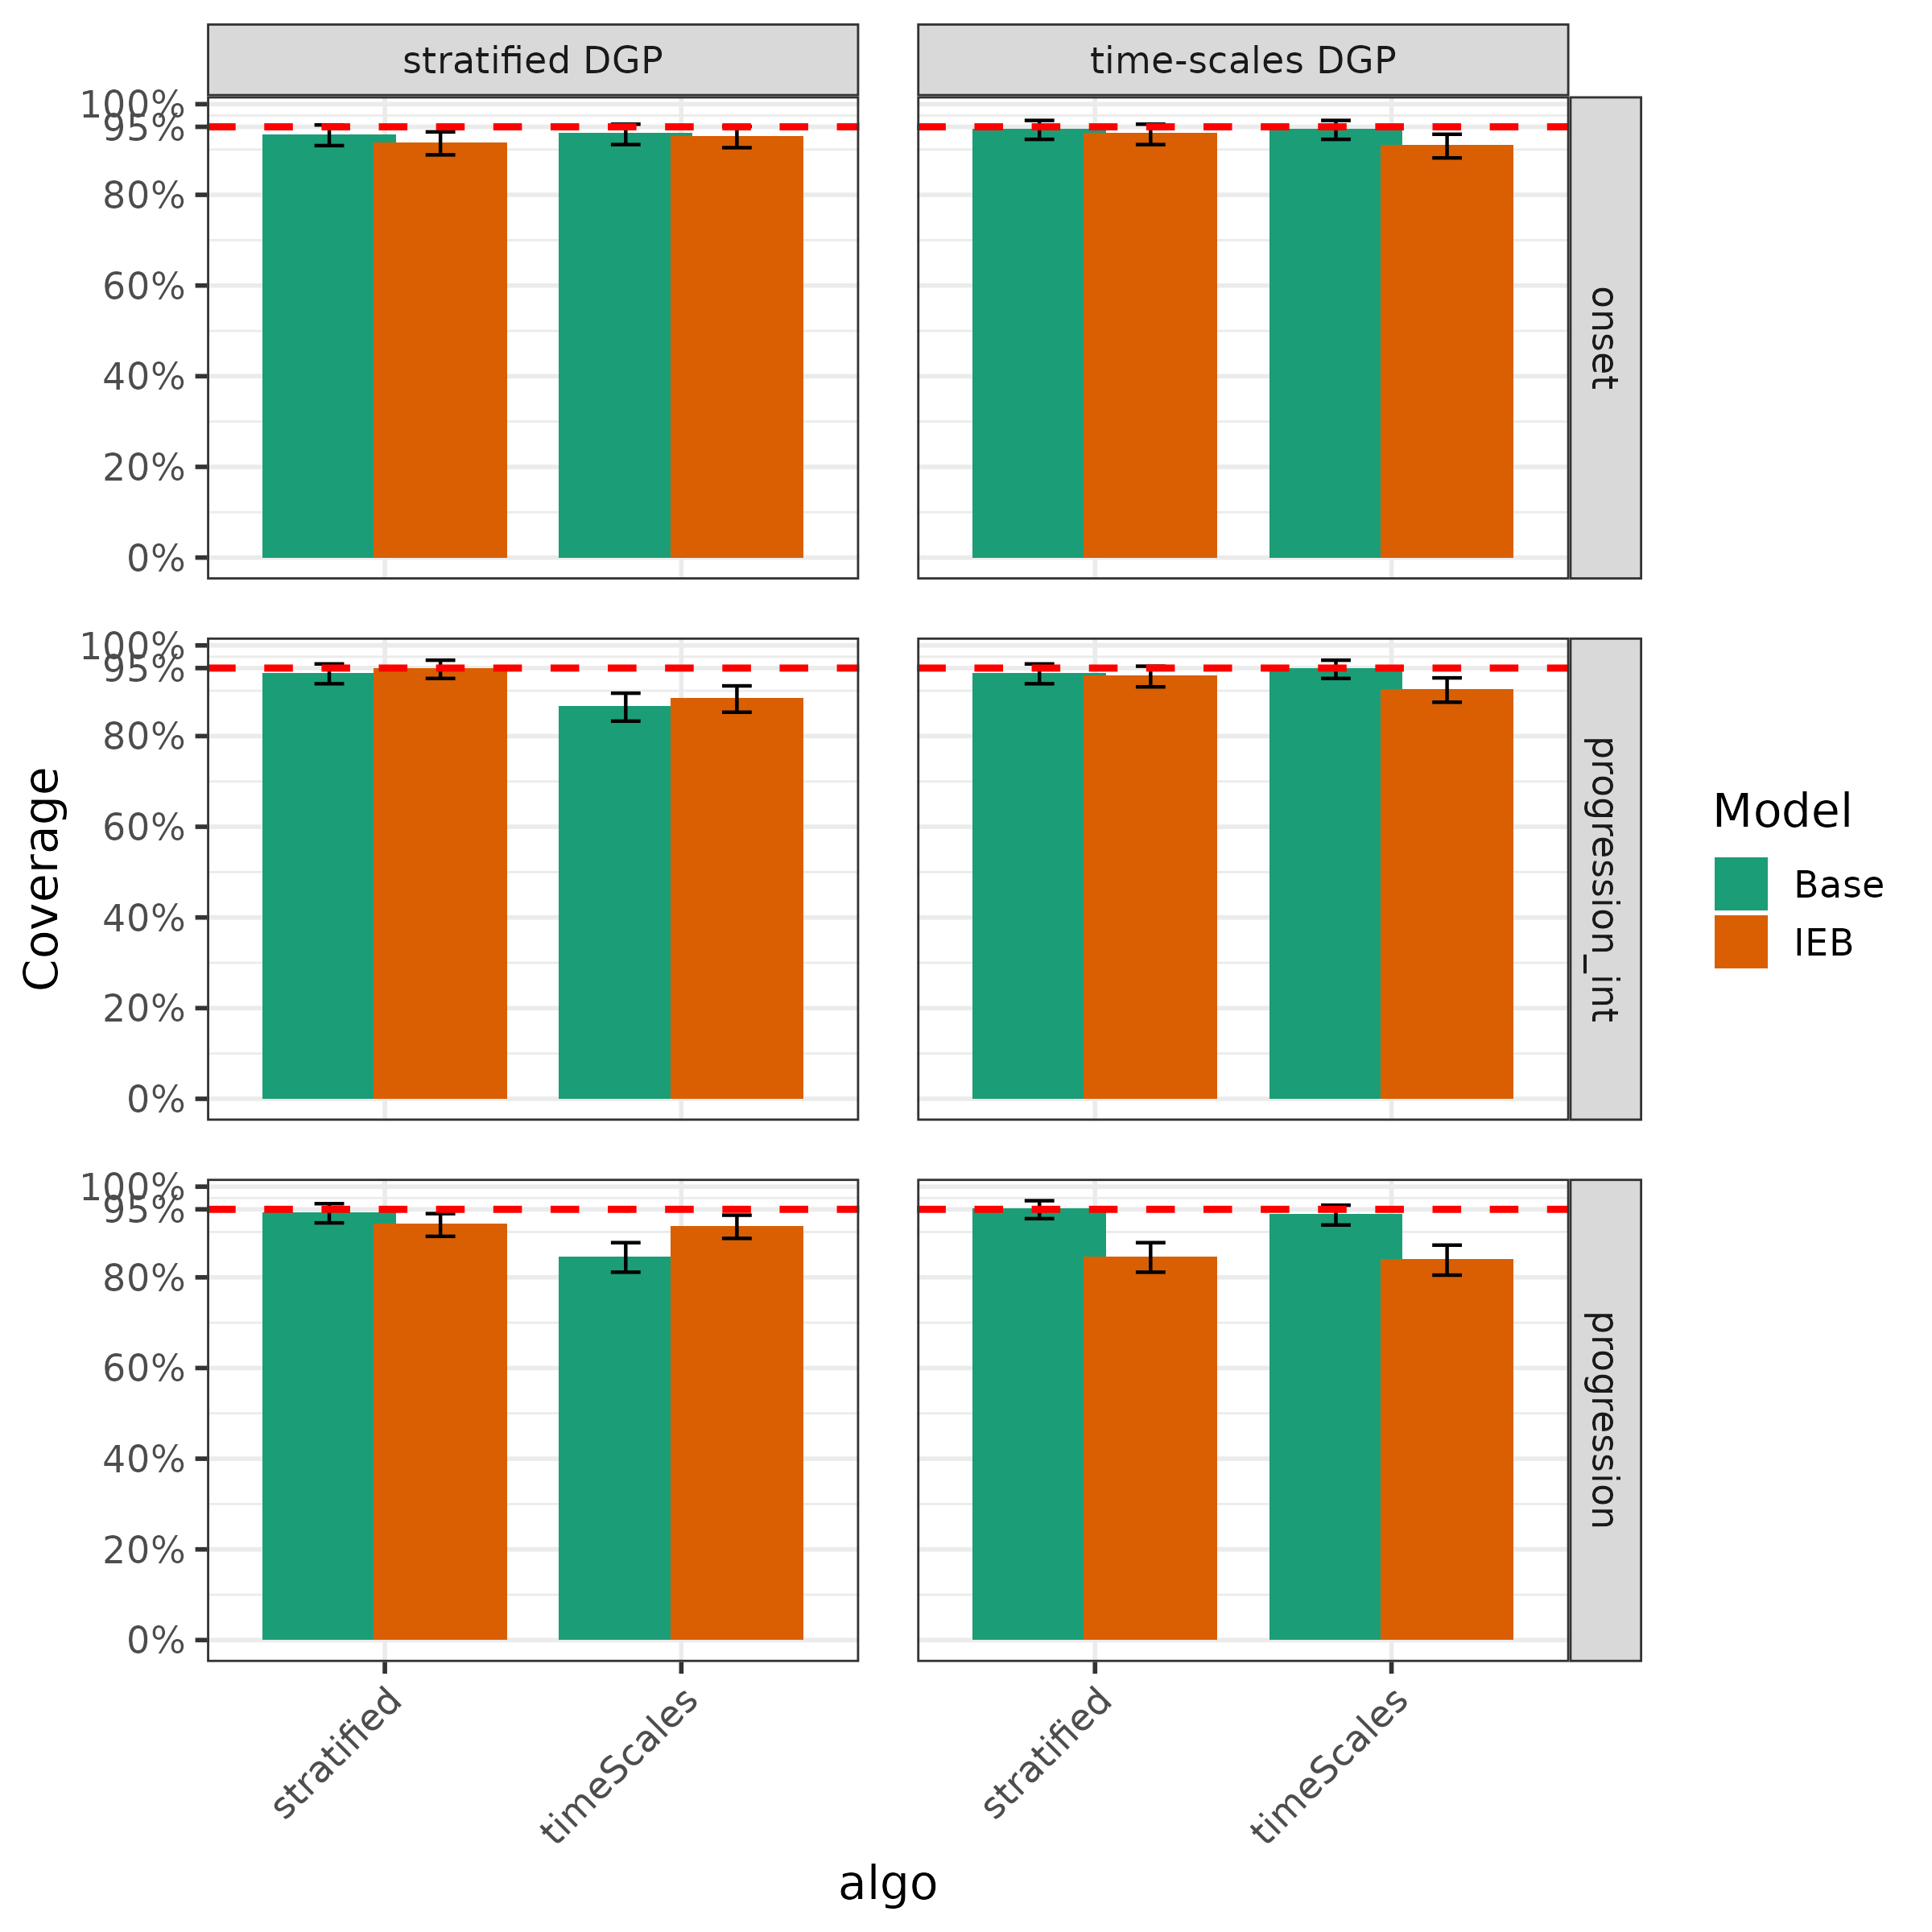 stratified DGP
time-scales DGP
100%
95%
80%
60%
40%
20%
0%
onset
100%
95%
80%
60%
40%
20%
0%
progression_int
100%
95%
80%
60%
40%
20%
0%
progression
Coverage
stratified
timeScales
stratified
timeScales
algo
Model
Base
IEB